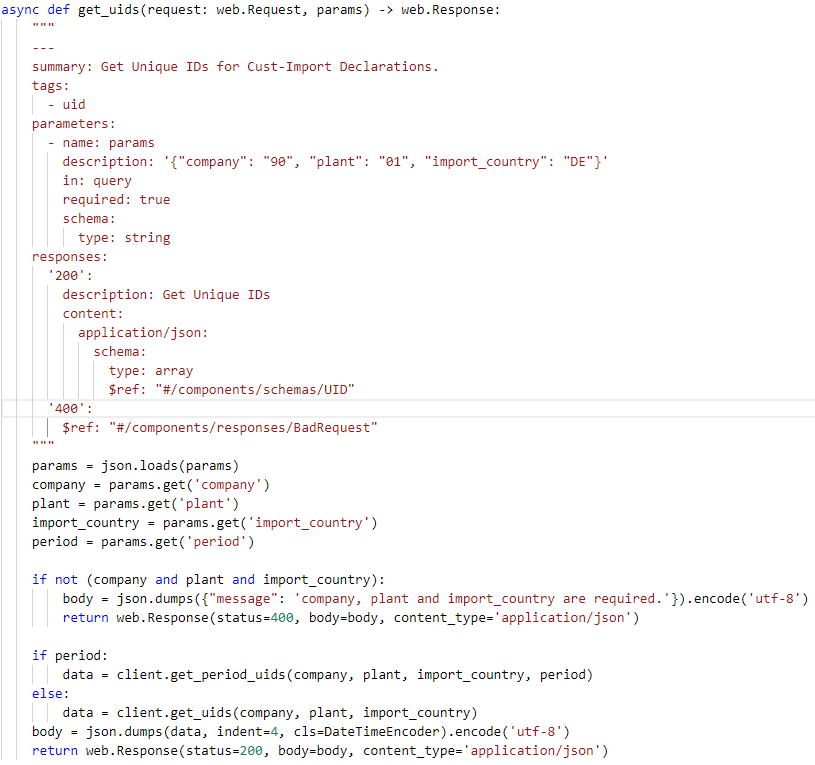 async def get_uids(request: web.Request, params) -> web.Response:
    """
    ---
    summary: Get Unique IDs for Cust-Import Declarations.
    tags:
      - uid
    parameters:
      - name: params
        description: '{"company": "90", "plant": "01", "import_country": "DE"}'
        in: query
        required: true
        schema:
          type: string
    responses:
      '200':
        description: Get Unique IDs
        content:
          application/json:
            schema:
              type: array
              $ref: "#/components/schemas/UID"
      '400':
        $ref: "#/components/responses/BadRequest"
    """
    params = json.loads(params)
    company = params.get('company')
    plant = params.get('plant')
    import_country = params.get('import_country')
    period = params.get('period')

    if not (company and plant and import_country):
        body = json.dumps({"message": 'company, plant and import_country are required.'}).encode('utf-8')
        return web.Response(status=400, body=body, content_type='application/json')

    if period:
        data = client.get_period_uids(company, plant, import_country, period)
    else:
        data = client.get_uids(company, plant, import_country)
    body = json.dumps(data, indent=4, cls=DateTimeEncoder).encode('utf-8')
    return web.Response(status=200, body=body, content_type='application/json')